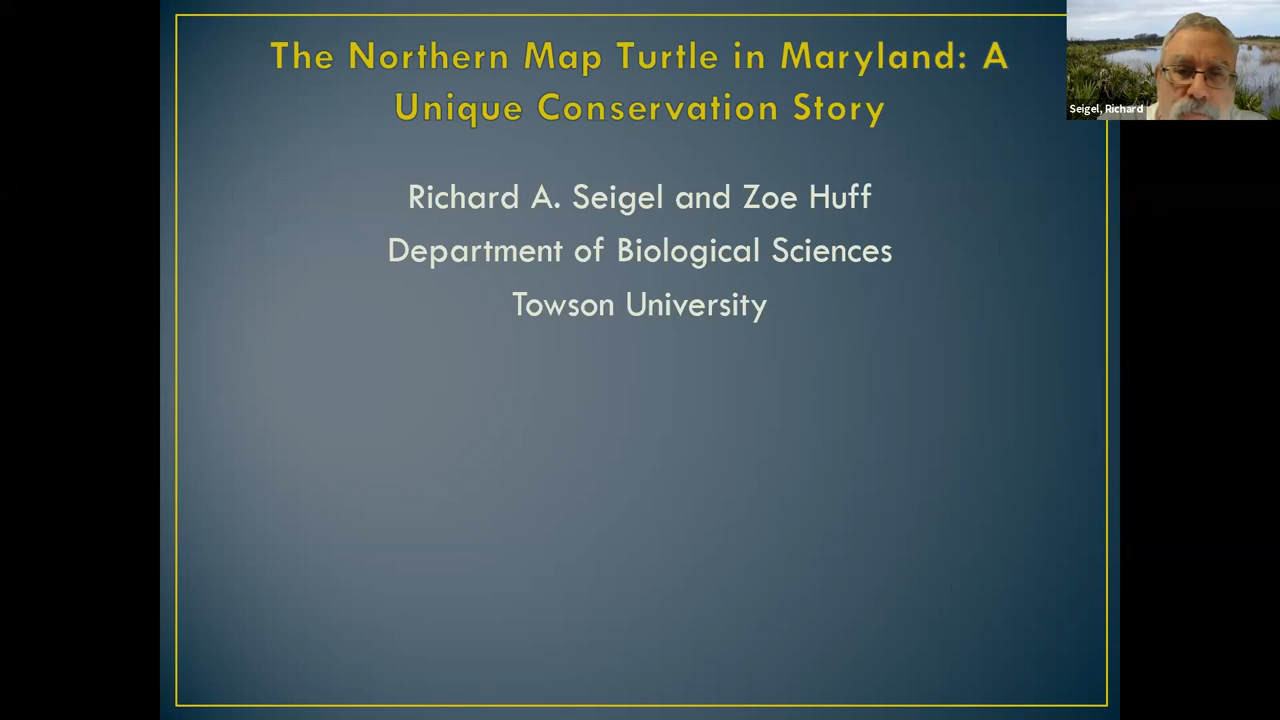 The Northern Map Turtle in Maryland: A
Unique Conservation Story
Richard A. Seigel and Zoe Huff
Department of Biological Sciences
Towson University
Seigel, Richard